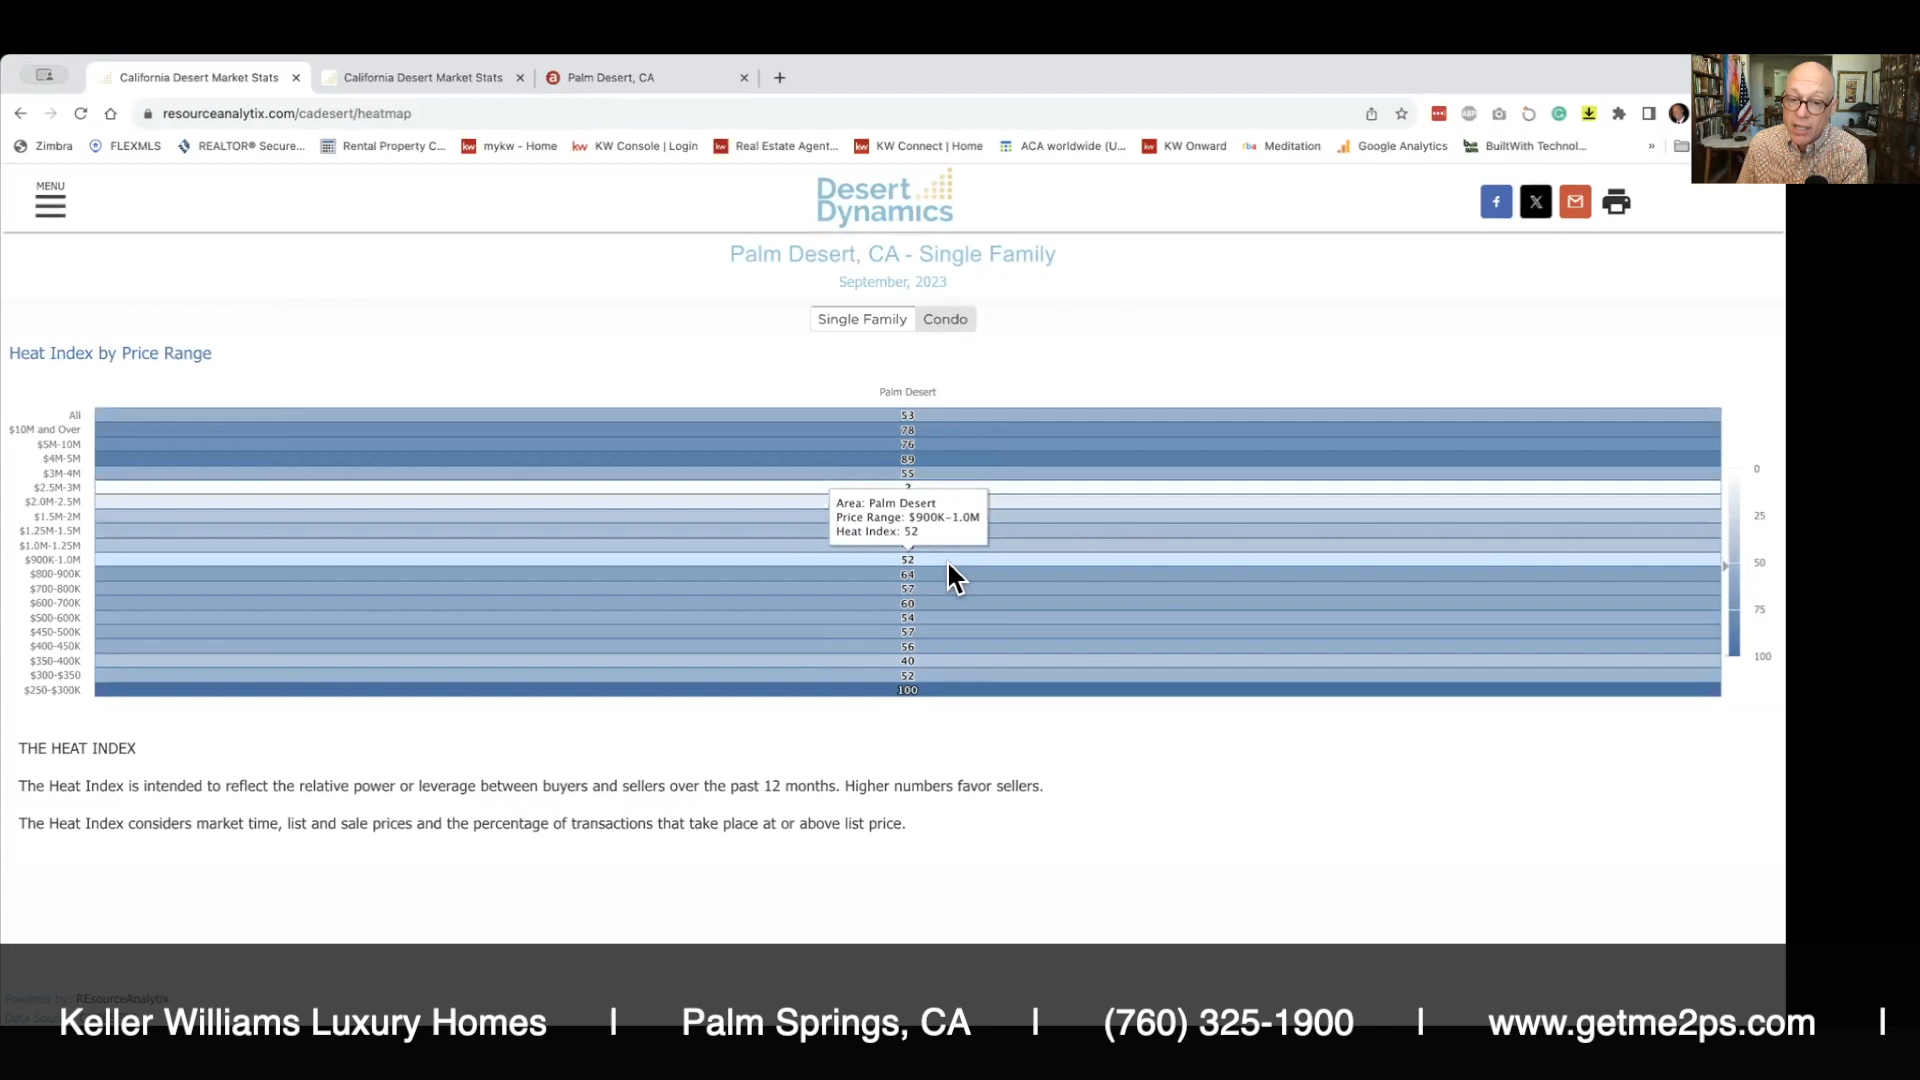 California Desert Market Stats
California Desert Market Stats
Palm Desert, CA
resourceanalytix.com/cadesert/heatmap
Zimbra
FLEXMLS
REALTOR® Secure...
Rental Property C...
mykw - Home
KW Console | Login
Real Estate Agent...
KW Connect | Home
ACA worldwide (U...
KW Onward
Meditation
Google Analytics
BuiltWith Technol...
MENU
Desert
Dynamics
Palm Desert, CA - Single Family
September, 2023
Single Family
Condo
Heat Index by Price Range
Palm Desert
All 53
$10M and Over 78
$5M-10M 76
$4M-5M 89
$3M-4M 55
$2.5M-3M
$2.0M-2.5M
$1.5M-2M
$1.25M-1.5M
$1.0M-1.25M
$900K-1.0M 52
$800-900K 64
$700-800K 57
$600-700K 60
$500-600K 54
$450-500K 57
$400-450K 56
$350-400K 40
$300-$350 52
$250-$300K 100
Area: Palm Desert
Price Range: $900K-1.0M
Heat Index: 52
0
25
50
75
100
THE HEAT INDEX
The Heat Index is intended to reflect the relative power or leverage between buyers and sellers over the past 12 months. Higher numbers favor sellers.
The Heat Index considers market time, list and sale prices and the percentage of transactions that take place at or above list price.
Powered by: REsourceAnalytix
Keller Williams Luxury Homes | Palm Springs, CA | (760) 325-1900 | www.getme2ps.com |